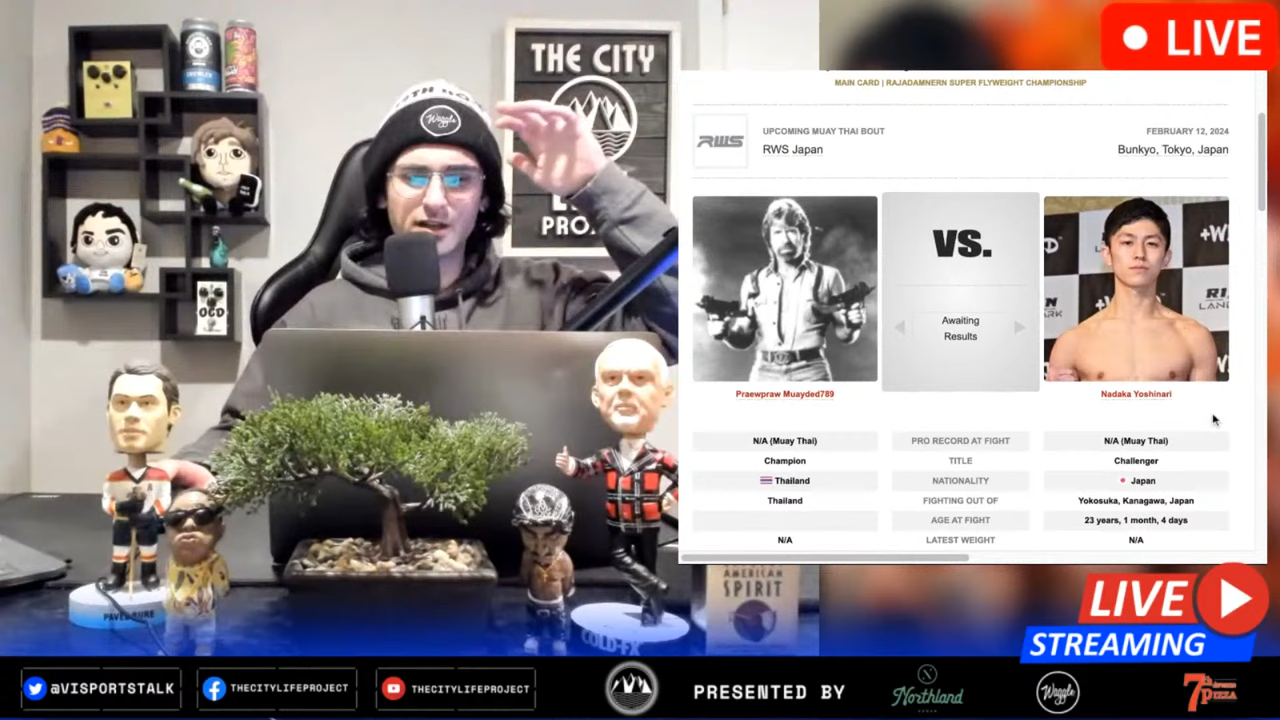 LIVE
THE CITY
PRO
Waggle
OCD
MAIN CARD | RAJADAMNERN SUPER FLYWEIGHT CHAMPIONSHIP
RWS
UPCOMING MUAY THAI BOUT
FEBRUARY 12, 2024
RWS Japan
Bunkyo, Tokyo, Japan
VS.
Awaiting
Results
Praewpraw Muayded789
Nadaka Yoshinari
N/A (Muay Thai)
PRO RECORD AT FIGHT
N/A (Muay Thai)
Champion
TITLE
Challenger
Thailand
NATIONALITY
Japan
Thailand
FIGHTING OUT OF
Yokosuka, Kanagawa, Japan
AGE AT FIGHT
23 years, 1 month, 4 days
N/A
LATEST WEIGHT
N/A
AMERICAN
SPIRIT
PAVEL BURE
COLD-FX
LIVE
STREAMING
@VISPORTSTALK
THECITYLIFEPROJECT
THECITYLIFEPROJECT
PRESENTED BY
Northland
Waggle
PIZZA